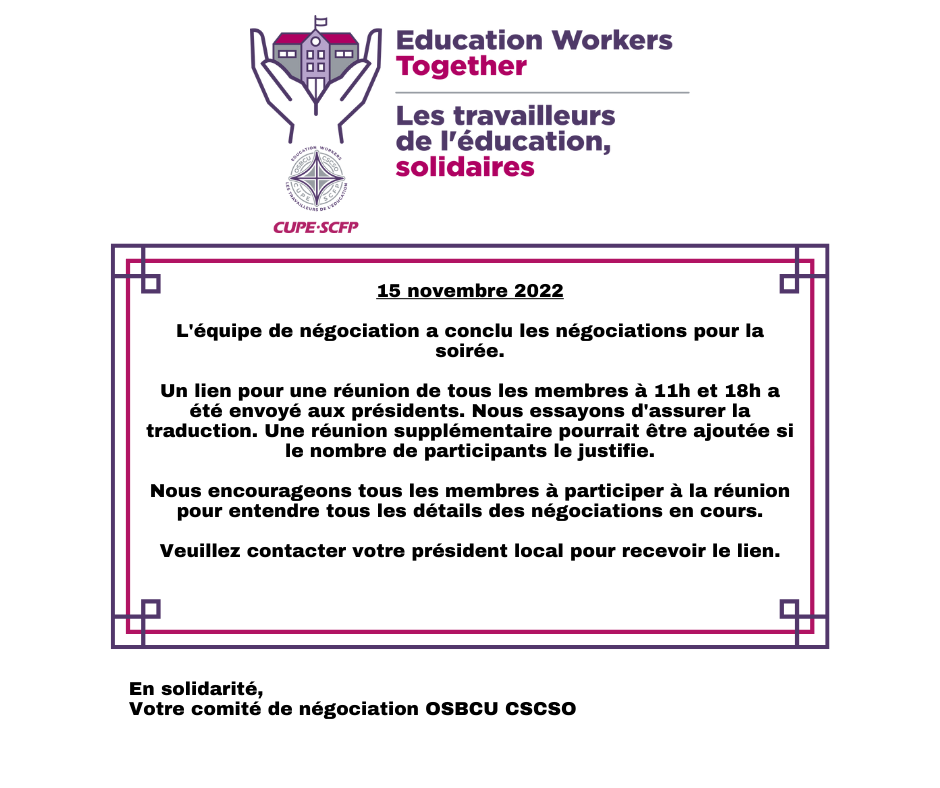 Education Workers
Together
Les travailleurs
de l'éducation,
solidaires
EDUCATION WORKERS
OSBCU CSCSO
CUPE SCFP
LES TRAVAILLEURS DE L'ÉDUCATION
CUPE·SCFP
15 novembre 2022
L'équipe de négociation a conclu les négociations pour la
soirée.
Un lien pour une réunion de tous les membres à 11h et 18h a
été envoyé aux présidents. Nous essayons d'assurer la
traduction. Une réunion supplémentaire pourrait être ajoutée si
le nombre de participants le justifie.
Nous encourageons tous les membres à participer à la réunion
pour entendre tous les détails des négociations en cours.
Veuillez contacter votre président local pour recevoir le lien.
En solidarité,
Votre comité de négociation OSBCU CSCSO